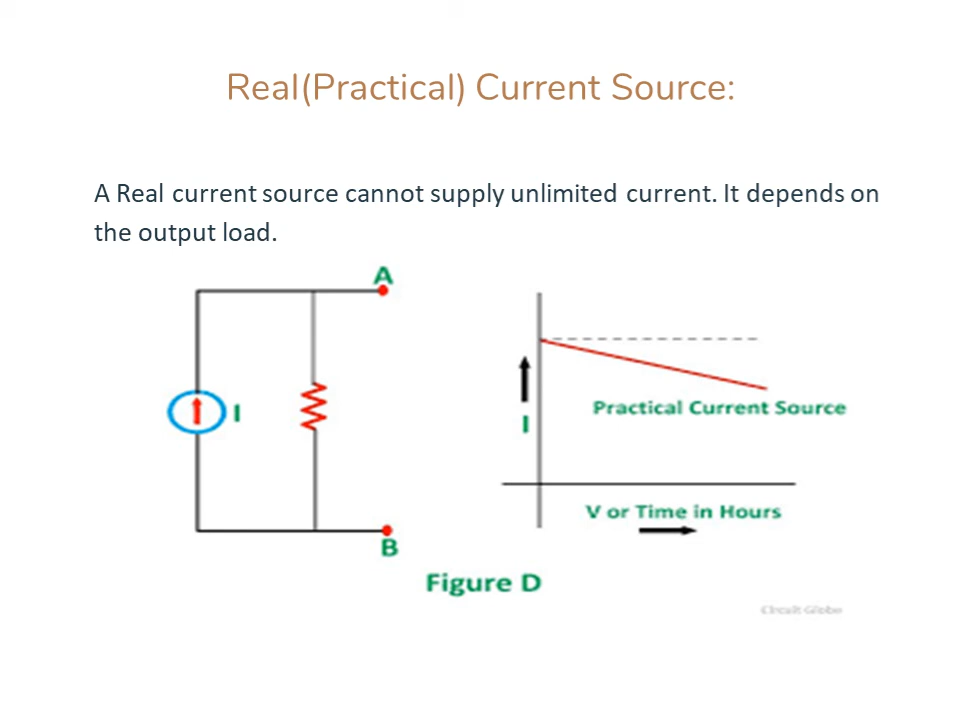 Real(Practical) Current Source:
A Real current source cannot supply unlimited current. It depends on
the output load.
A
I
B
I
Practical Current Source
V or Time in Hours
Figure D
Circuit Globe